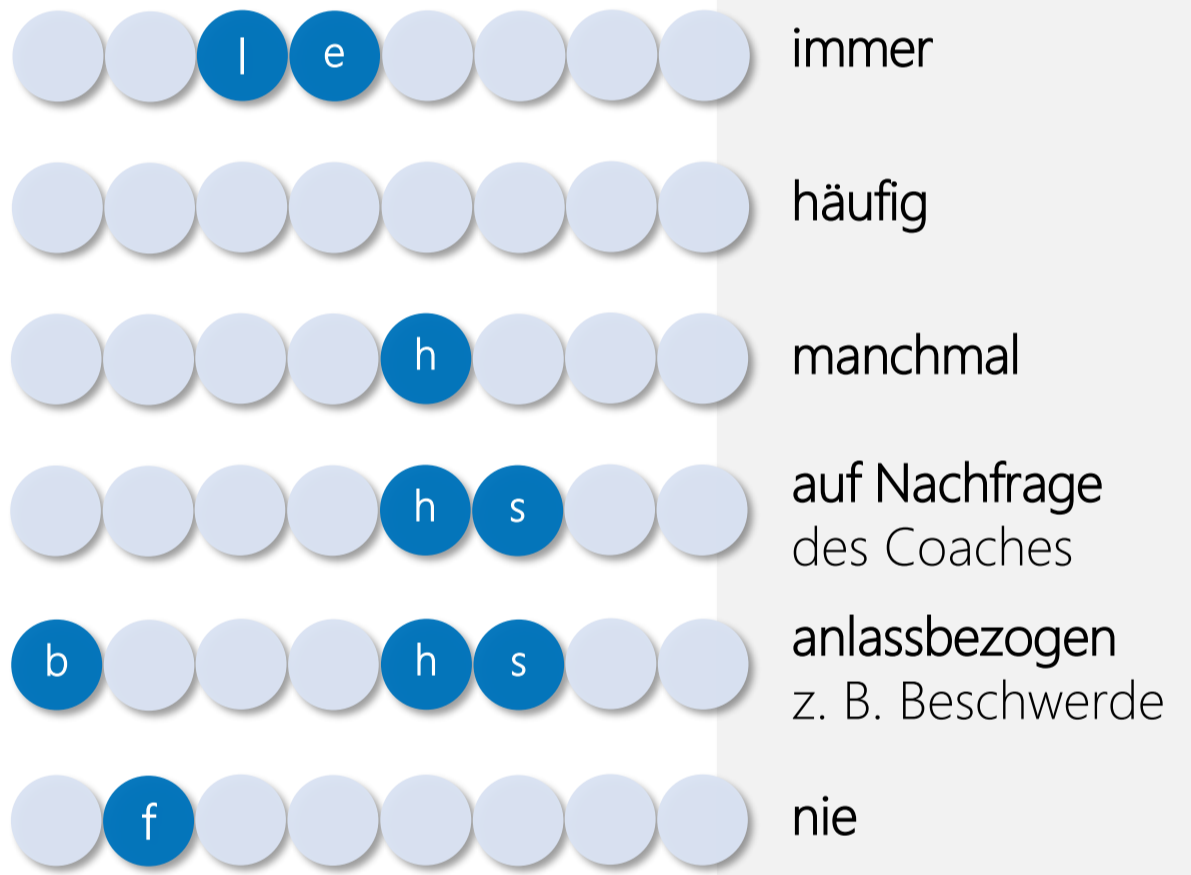 l e immer
häufig
h manchmal
h s auf Nachfrage
des Coaches
b h s anlassbezogen
z. B. Beschwerde
f nie